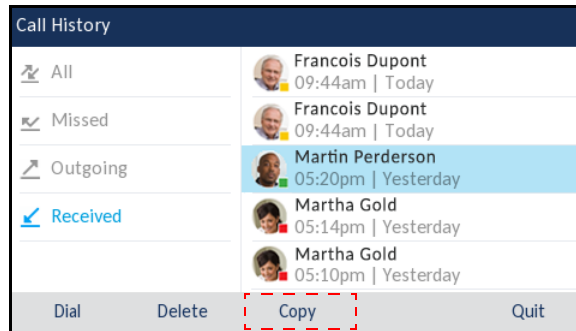 Call History
All
Missed
Outgoing
Received
Francois Dupont
09:44am | Today
Francois Dupont
09:44am | Today
Martin Perderson
05:20pm | Yesterday
Martha Gold
05:14pm | Yesterday
Martha Gold
05:10pm | Yesterday
Dial Delete Copy Quit